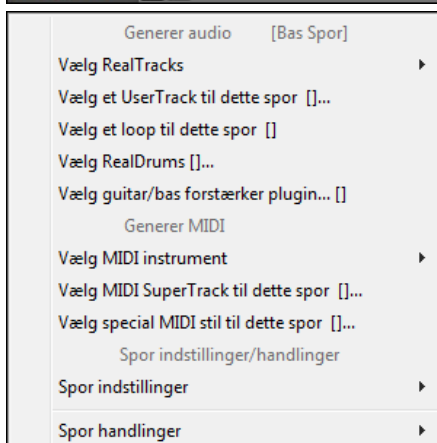 Generer audio [Bas Spor]
Vælg RealTracks
Vælg et UserTrack til dette spor []...
Vælg et loop til dette spor []
Vælg RealDrums []...
Vælg guitar/bas forstærker plugin... []
Generer MIDI
Vælg MIDI instrument
Vælg MIDI SuperTrack til dette spor []...
Vælg special MIDI stil til dette spor []...
Spor indstillinger/handlinger
Spor indstillinger
Spor handlinger